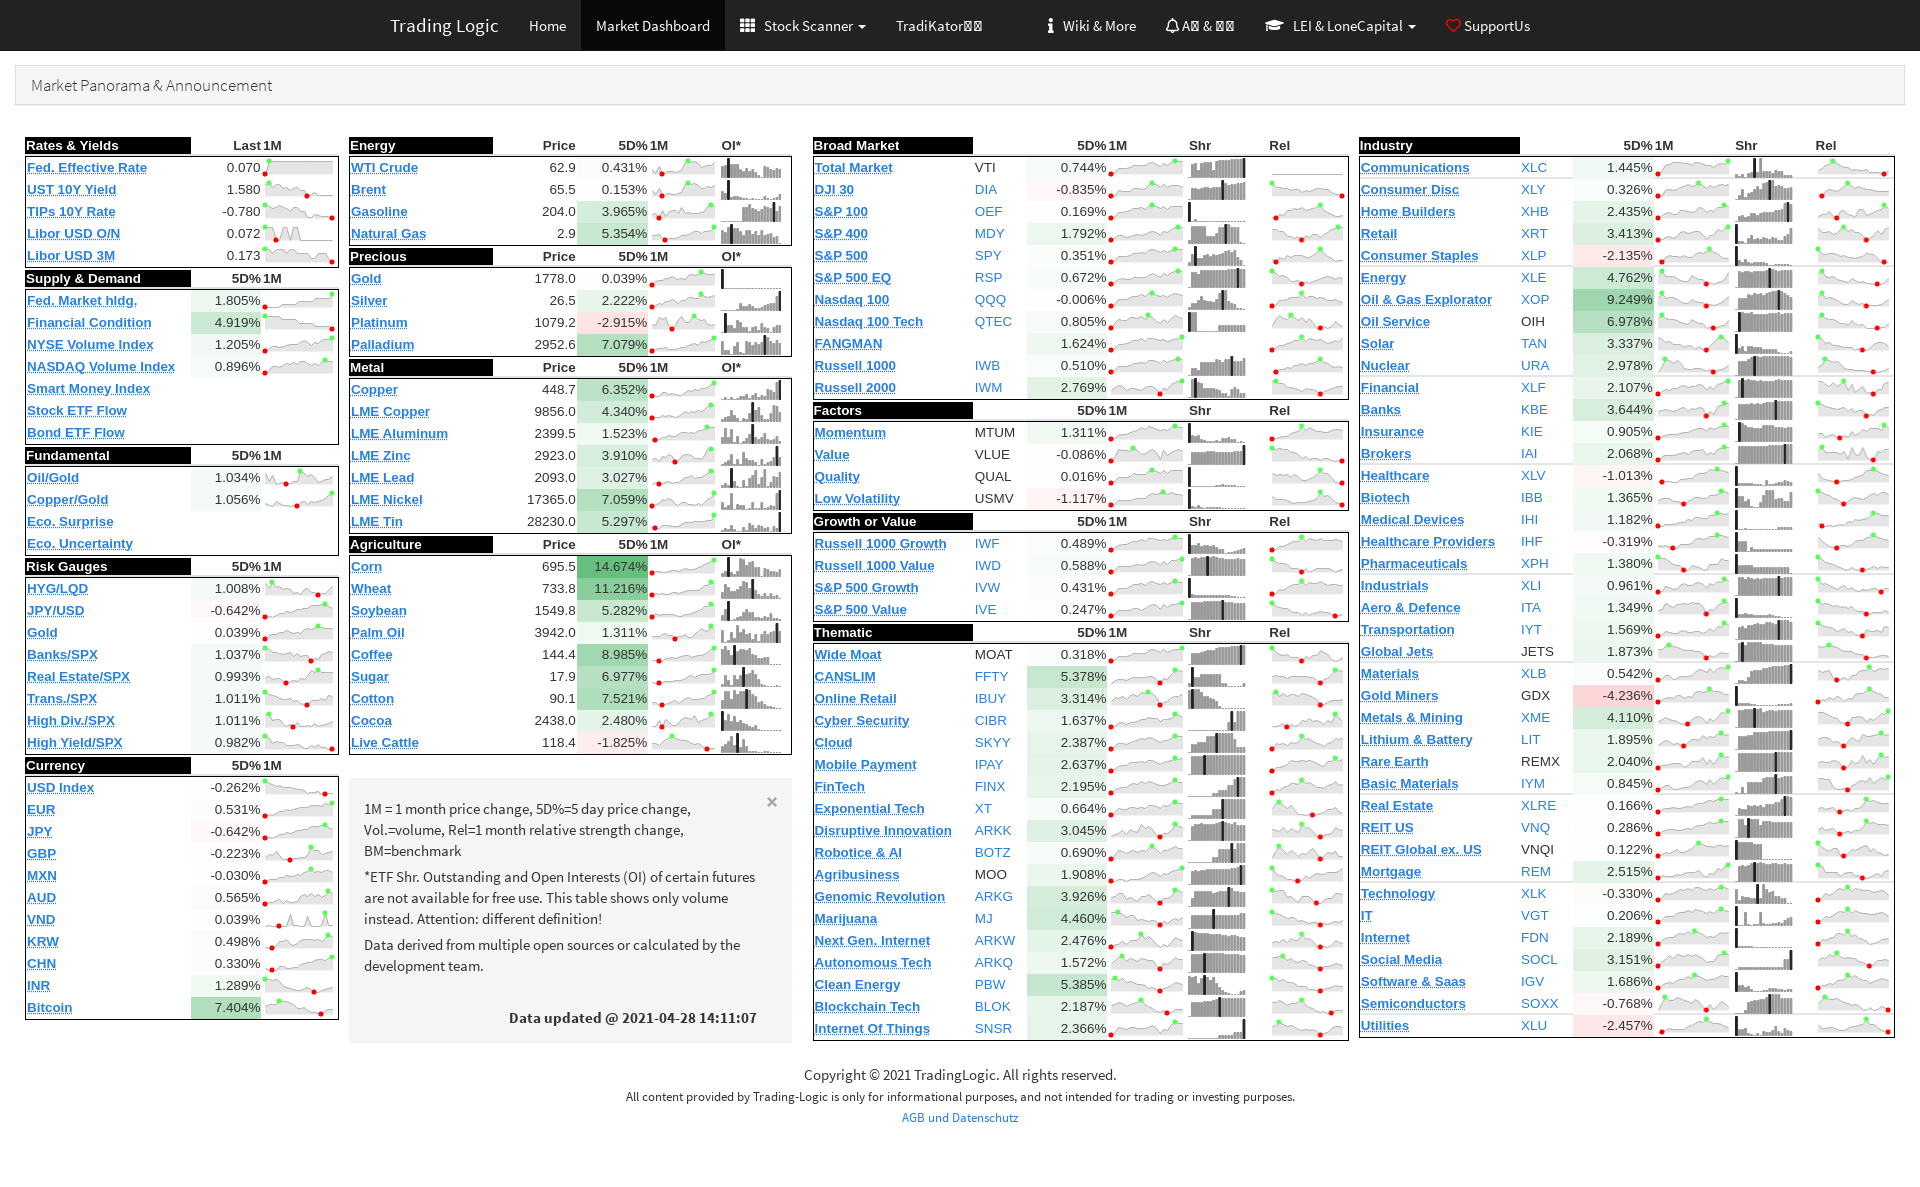 Trading Logic Home Market Dashboard Stock Scanner TradiKator Wiki & More A & LEI & LoneCapital SupportUs
Market Panorama & Announcement
Rates & Yields Last 1M
Fed. Effective Rate 0.070
UST 10Y Yield 1.580
TIPs 10Y Rate -0.780
Libor USD O/N 0.072
Libor USD 3M 0.173
Supply & Demand 5D% 1M
Fed. Market hldg. 1.805%
Financial Condition 4.919%
NYSE Volume Index 1.205%
NASDAQ Volume Index 0.896%
Smart Money Index
Stock ETF Flow
Bond ETF Flow
Fundamental 5D% 1M
Oil/Gold 1.034%
Copper/Gold 1.056%
Eco. Surprise
Eco. Uncertainty
Risk Gauges 5D% 1M
HYG/LQD 1.008%
JPY/USD -0.642%
Gold 0.039%
Banks/SPX 1.037%
Real Estate/SPX 0.993%
Trans./SPX 1.011%
High Div./SPX 1.011%
High Yield/SPX 0.982%
Currency 5D% 1M
USD Index -0.262%
EUR 0.531%
JPY -0.642%
GBP -0.223%
MXN -0.030%
AUD 0.565%
VND 0.039%
KRW 0.498%
CHN 0.330%
INR 1.289%
Bitcoin 7.404%
Energy Price 5D% 1M OI*
WTI Crude 62.9 0.431%
Brent 65.5 0.153%
Gasoline 204.0 3.965%
Natural Gas 2.9 5.354%
Precious Price 5D% 1M OI*
Gold 1778.0 0.039%
Silver 26.5 2.222%
Platinum 1079.2 -2.915%
Palladium 2952.6 7.079%
Metal Price 5D% 1M OI*
Copper 448.7 6.352%
LME Copper 9856.0 4.340%
LME Aluminum 2399.5 1.523%
LME Zinc 2923.0 3.910%
LME Lead 2093.0 3.027%
LME Nickel 17365.0 7.059%
LME Tin 28230.0 5.297%
Agriculture Price 5D% 1M OI*
Corn 695.5 14.674%
Wheat 733.8 11.216%
Soybean 1549.8 5.282%
Palm Oil 3942.0 1.311%
Coffee 144.4 8.985%
Sugar 17.9 6.977%
Cotton 90.1 7.521%
Cocoa 2438.0 2.480%
Live Cattle 118.4 -1.825%
×
1M = 1 month price change, 5D%=5 day price change,
Vol.=volume, Rel=1 month relative strength change,
BM=benchmark
*ETF Shr. Outstanding and Open Interests (OI) of certain futures
are not available for free use. This table shows only volume
instead. Attention: different definition!
Data derived from multiple open sources or calculated by the
development team.
Data updated @ 2021-04-28 14:11:07
Broad Market 5D% 1M Shr Rel
Total Market VTI 0.744%
DJI 30 DIA -0.835%
S&P 100 OEF 0.169%
S&P 400 MDY 1.792%
S&P 500 SPY 0.351%
S&P 500 EQ RSP 0.672%
Nasdaq 100 QQQ -0.006%
Nasdaq 100 Tech QTEC 0.805%
FANGMAN 1.624%
Russell 1000 IWB 0.510%
Russell 2000 IWM 2.769%
Factors 5D% 1M Shr Rel
Momentum MTUM 1.311%
Value VLUE -0.086%
Quality QUAL 0.016%
Low Volatility USMV -1.117%
Growth or Value 5D% 1M Shr Rel
Russell 1000 Growth IWF 0.489%
Russell 1000 Value IWD 0.588%
S&P 500 Growth IVW 0.431%
S&P 500 Value IVE 0.247%
Thematic 5D% 1M Shr Rel
Wide Moat MOAT 0.318%
CANSLIM FFTY 5.378%
Online Retail IBUY 3.314%
Cyber Security CIBR 1.637%
Cloud SKYY 2.387%
Mobile Payment IPAY 2.637%
FinTech FINX 2.195%
Exponential Tech XT 0.664%
Disruptive Innovation ARKK 3.045%
Robotice & AI BOTZ 0.690%
Agribusiness MOO 1.908%
Genomic Revolution ARKG 3.926%
Marijuana MJ 4.460%
Next Gen. Internet ARKW 2.476%
Autonomous Tech ARKQ 1.572%
Clean Energy PBW 5.385%
Blockchain Tech BLOK 2.187%
Internet Of Things SNSR 2.366%
Industry 5D% 1M Shr Rel
Communications XLC 1.445%
Consumer Disc XLY 0.326%
Home Builders XHB 2.435%
Retail XRT 3.413%
Consumer Staples XLP -2.135%
Energy XLE 4.762%
Oil & Gas Explorator XOP 9.249%
Oil Service OIH 6.978%
Solar TAN 3.337%
Nuclear URA 2.978%
Financial XLF 2.107%
Banks KBE 3.644%
Insurance KIE 0.905%
Brokers IAI 2.068%
Healthcare XLV -1.013%
Biotech IBB 1.365%
Medical Devices IHI 1.182%
Healthcare Providers IHF -0.319%
Pharmaceuticals XPH 1.380%
Industrials XLI 0.961%
Aero & Defence ITA 1.349%
Transportation IYT 1.569%
Global Jets JETS 1.873%
Materials XLB 0.542%
Gold Miners GDX -4.236%
Metals & Mining XME 4.110%
Lithium & Battery LIT 1.895%
Rare Earth REMX 2.040%
Basic Materials IYM 0.845%
Real Estate XLRE 0.166%
REIT US VNQ 0.286%
REIT Global ex. US VNQI 0.122%
Mortgage REM 2.515%
Technology XLK -0.330%
IT VGT 0.206%
Internet FDN 2.189%
Social Media SOCL 3.151%
Software & Saas IGV 1.686%
Semiconductors SOXX -0.768%
Utilities XLU -2.457%
Copyright © 2021 TradingLogic. All rights reserved.
All content provided by Trading-Logic is only for informational purposes, and not intended for trading or investing purposes.
AGB und Datenschutz